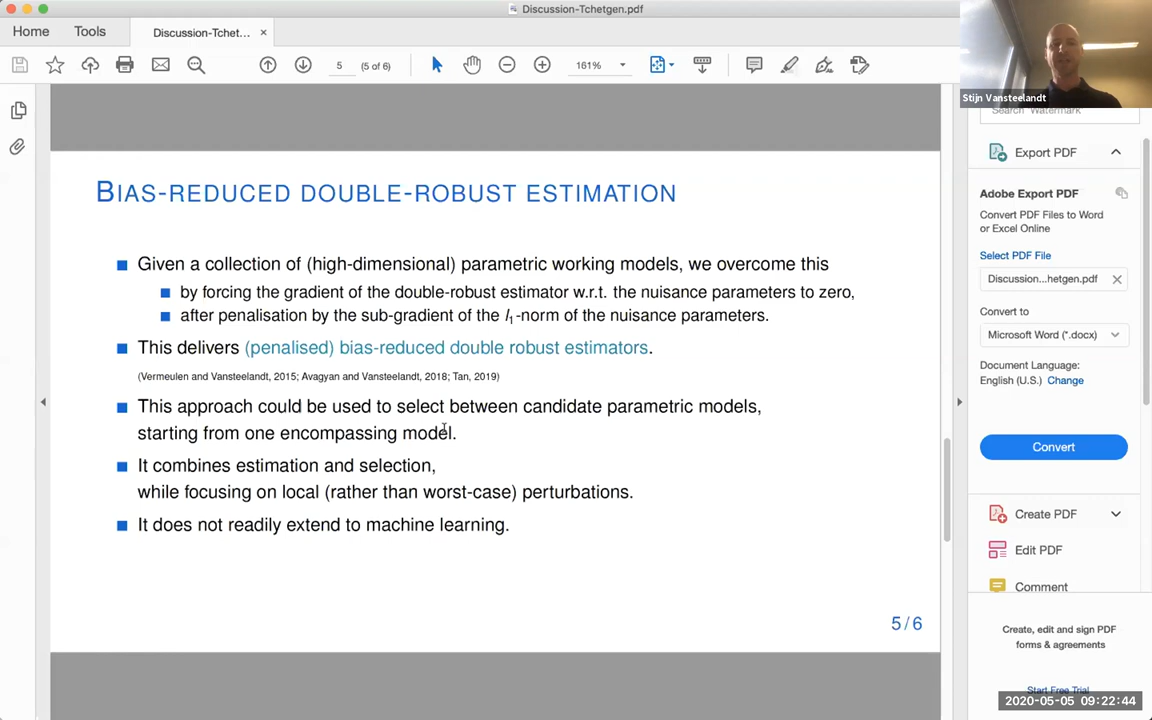 Discussion-Tchetgen.pdf
Home
Tools
Discussion-Tchet...
×
5
(5 of 6)
161%
Stijn Vansteelandt
Search 'Watermark'
Export PDF
Adobe Export PDF
Convert PDF Files to Word
or Excel Online
Select PDF File
Discussion...hetgen.pdf
Convert to
Microsoft Word (*.docx)
Document Language:
English (U.S.) Change
Convert
Create PDF
Edit PDF
Comment
Create, edit and sign PDF
forms & agreements
Start Free Trial
2020-05-05 09:22:44
BIAS-REDUCED DOUBLE-ROBUST ESTIMATION
Given a collection of (high-dimensional) parametric working models, we overcome this
by forcing the gradient of the double-robust estimator w.r.t. the nuisance parameters to zero,
after penalisation by the sub-gradient of the l₁-norm of the nuisance parameters.
This delivers (penalised) bias-reduced double robust estimators.
(Vermeulen and Vansteelandt, 2015; Avagyan and Vansteelandt, 2018; Tan, 2019)
This approach could be used to select between candidate parametric models,
starting from one encompassing model.
It combines estimation and selection,
while focusing on local (rather than worst-case) perturbations.
It does not readily extend to machine learning.
5/6